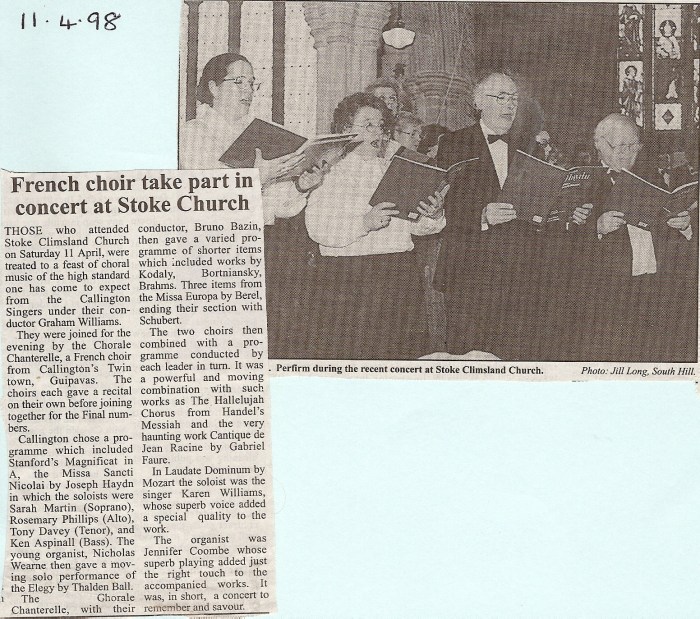 11.4.98
French choir take part in
concert at Stoke Church
THOSE who attended
Stoke Climsland Church
on Saturday 11 April, were
treated to a feast of choral
music of the high standard
one has come to expect
from the Callington
Singers under their con-
ductor Graham Williams.
They were joined for the
evening by the Chorale
Chanterelle, a French choir
from Callington's Twin
town, Guipavas. The
choirs each gave a recital
on their own before joining
together for the Final num-
bers.
Callington chose a pro-
gramme which included
Stanford's Magnificat in
A, the Missa Sancti
Nicolai by Joseph Haydn
in which the soloists were
Sarah Martin (Soprano),
Rosemary Phillips (Alto),
Tony Davey (Tenor), and
Ken Aspinall (Bass). The
young organist, Nicholas
Wearne then gave a mov-
ing solo performance of
the Elegy by Thalden Ball.
The Ghorale
Chanterelle, with their
conductor, Bruno Bazin,
then gave a varied pro-
gramme of shorter items
which included works by
Kodaly, Bortniansky,
Brahms. Three items from
the Missa Europa by Berel,
ending their section with
Schubert.
The two choirs then
combined with a pro-
gramme conducted by
each leader in turn. It was
a powerful and moving
combination with such
works as The Hallelujah
Chorus from Handel's
Messiah and the very
haunting work Cantique de
Jean Racine by Gabriel
Faure.
In Laudate Dominum by
Mozart the soloist was the
singer Karen Williams,
whose superb voice added
a special quality to the
work.
The organist was
Jennifer Coombe whose
superb playing added just
the right touch to the
accompanied works. It
was, in short, a concert to
remember and savour.
Perfirm during the recent concert at Stoke Climsland Church.
Photo: Jill Long, South Hill.